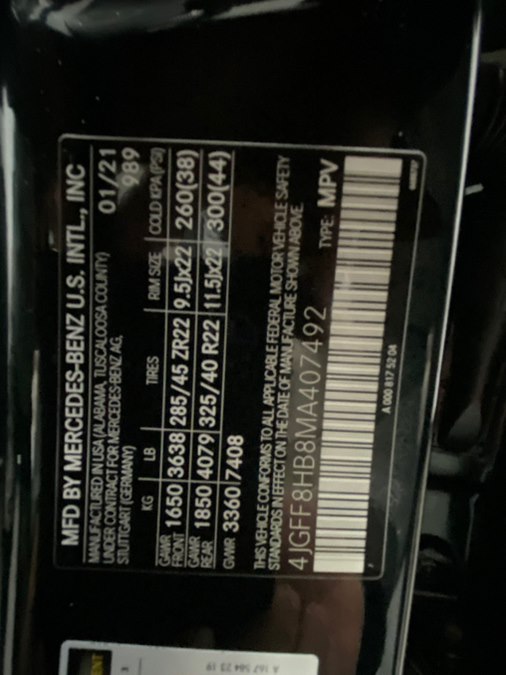 MFD BY MERCEDES-BENZ U.S. INTL., INC
MANUFACTURED IN USA (ALABAMA, TUSCALOOSA COUNTY) 01/21
UNDER CONTRACT FOR MERCEDES-BENZ AG, 989
STUTTGART (GERMANY)
KG LB TIRES RIM SIZE COLD KPA (PSI)
GAWR FRONT 1650 3638 285/45 ZR22 9.5Jx22 260(38)
GAWR REAR 1850 4079 325/40 R22 11.5Jx22 300(44)
GVWR 3360 7408
THIS VEHICLE CONFORMS TO ALL APPLICABLE FEDERAL MOTOR VEHICLE SAFETY
STANDARDS IN EFFECT ON THE DATE OF MANUFACTURE SHOWN ABOVE.
4JGFF8HB8MA407492 TYPE: MPV
A 000 817 52 04
A 167 584 23 19